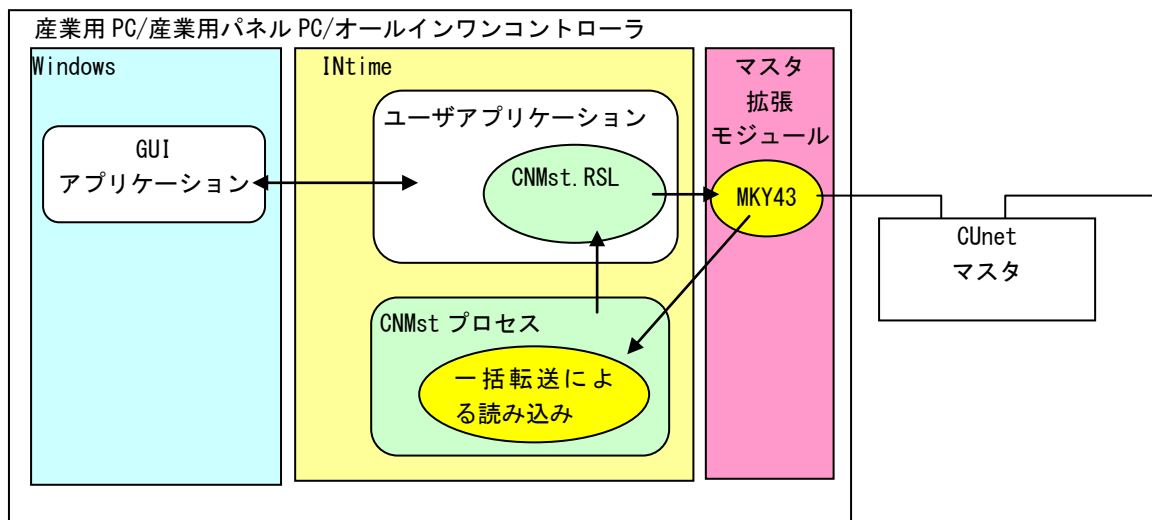 産業用 PC/産業用パネル PC/オールインワンコントローラ
Windows
GUI
アプリケーション
INtime
ユーザアプリケーション
CNMst.RSL
CNMst プロセス
一括転送によ
る読み込み
マスタ
拡張
モジュール
MKY43
CUnet
マスタ